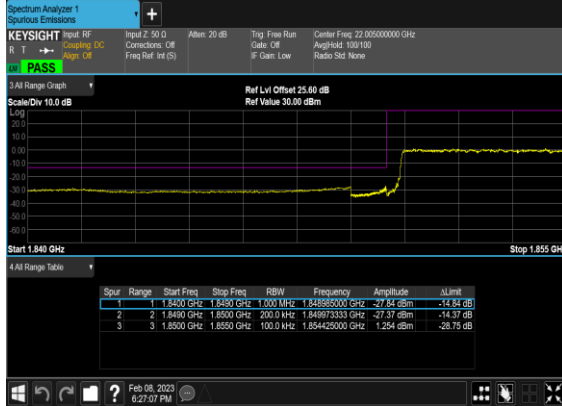 Spectrum Analyzer 1
Spurious Emissions
+
KEYSIGHT Input: RF Input Z: 50 Ω Atten: 20 dB Trig: Free Run Center Freq: 22.005000000 GHz
R T Coupling: DC Corrections: Off Gate: Off Avg|Hold: 100/100
Align: Off Freq Ref: Int (S) IF Gain: Low Radio Std: None
PASS
3 All Range Graph Ref Lvl Offset 25.60 dB
Scale/Div 10.0 dB Ref Value 30.00 dBm
Log
20.0
10.0
0.00
-10.0
-20.0
-30.0
-40.0
-50.0
-60.0
Start 1.840 GHz Stop 1.855 GH
4 All Range Table
Spur Range Start Freq Stop Freq RBW Frequency Amplitude ΔLimit
1 1 1.8400 GHz 1.8490 GHz 1.000 MHz 1.848985000 GHz -27.84 dBm -14.84 dB
2 2 1.8490 GHz 1.8500 GHz 200.0 kHz 1.849973333 GHz -27.37 dBm -14.37 dB
3 3 1.8500 GHz 1.8550 GHz 100.0 kHz 1.854425000 GHz 1.254 dBm -28.75 dB
? Feb 08, 2023
6:27:07 PM